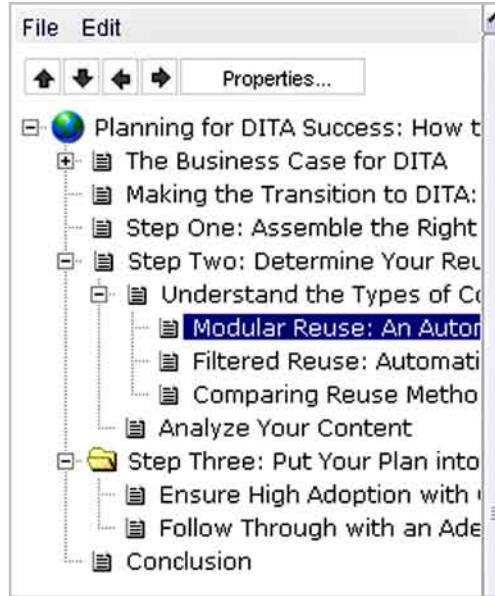 File Edit
Properties...
Planning for DITA Success: How t
The Business Case for DITA
Making the Transition to DITA:
Step One: Assemble the Right
Step Two: Determine Your Reu
Understand the Types of Co
Modular Reuse: An Autom
Filtered Reuse: Automati
Comparing Reuse Metho
Analyze Your Content
Step Three: Put Your Plan into
Ensure High Adoption with
Follow Through with an Ade
Conclusion